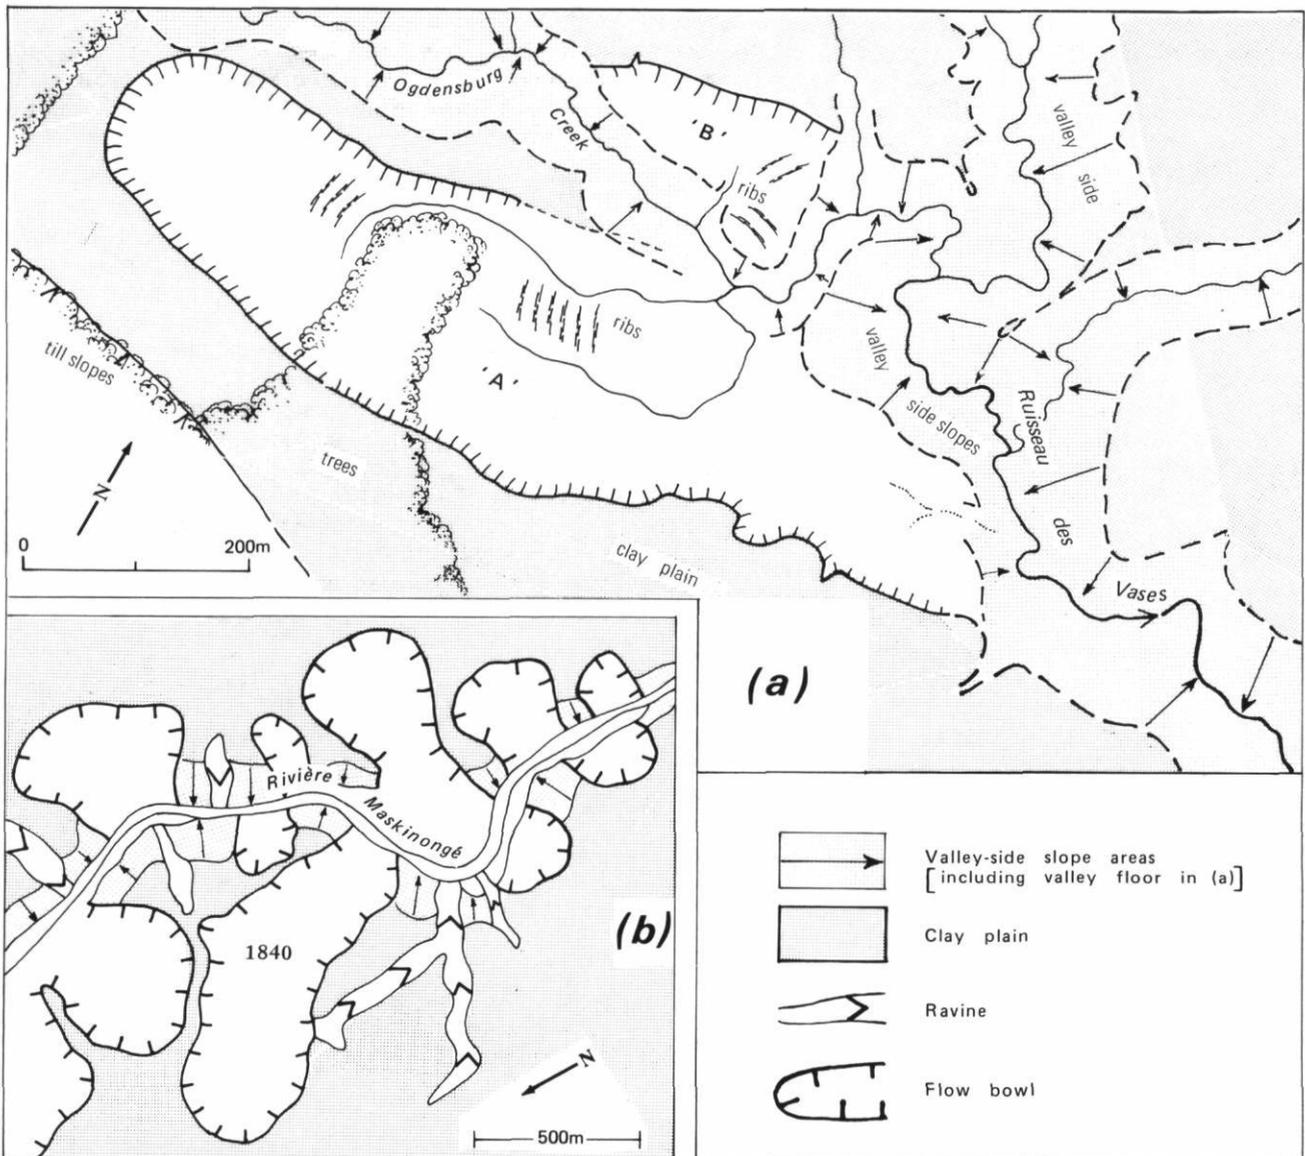 Ogdensburg
Creek
'B'
ribs
valley
side
till slopes
ribs
'A'
valley
side slopes
Ruisseau
des
Vases
trees
clay plain
N
0
200m
(a)
Rivière
Maskinongé
1840
(b)
N
500m
Valley-side slope areas
[including valley floor in (a)]
Clay plain
Ravine
Flow bowl